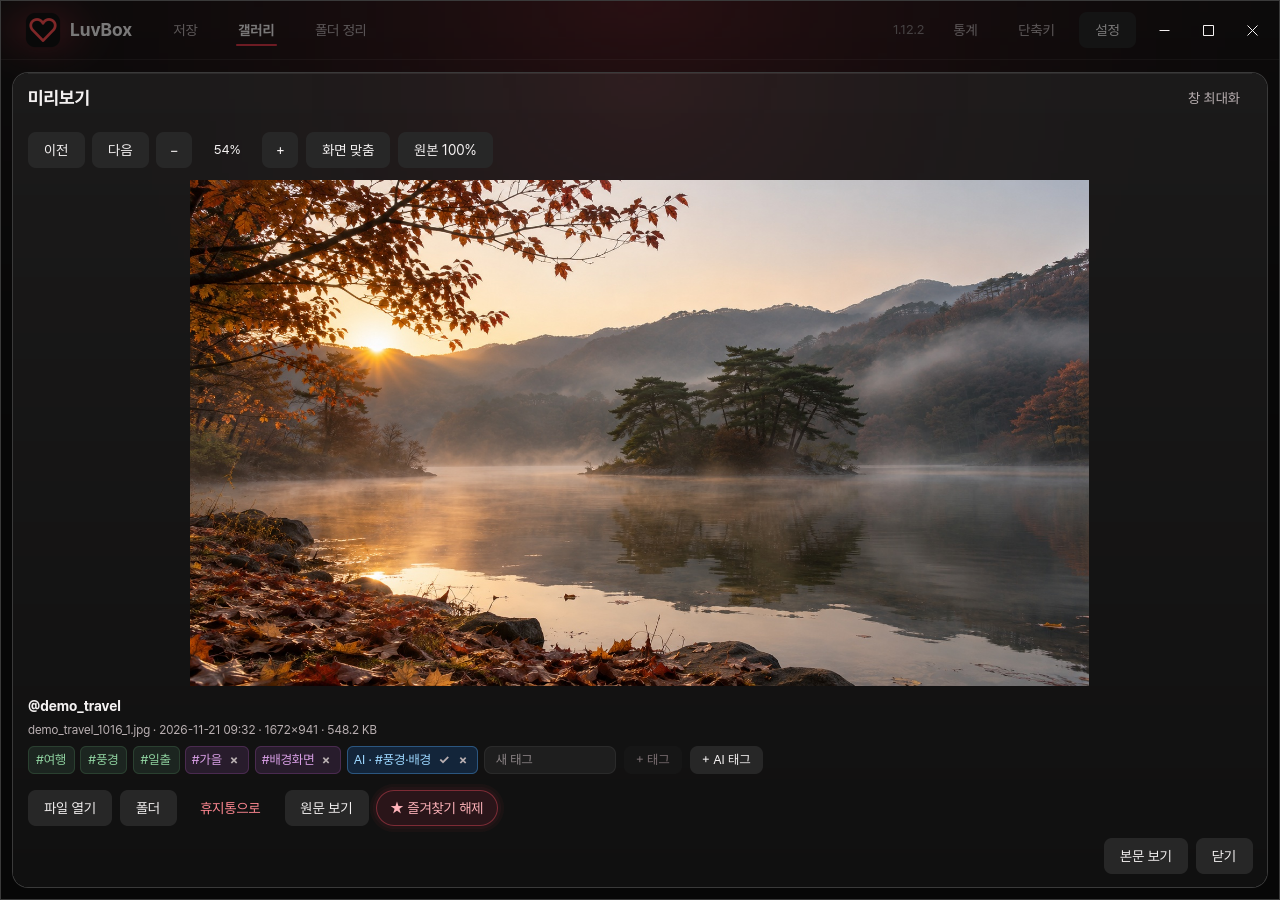 LuvBox 저장 갤러리 폴더 정리 1.12.2 통계 단축키 설정
미리보기 창 최대화
이전 다음 − 54% + 화면 맞춤 원본 100%
@demo_travel
demo_travel_1016_1.jpg · 2026-11-21 09:32 · 1672×941 · 548.2 KB
#여행 #풍경 #일출 #가을 × #배경화면 × AI · #풍경·배경 ✓ × 새 태그 + 태그 + AI 태그
파일 열기 폴더 휴지통으로 원문 보기 ★ 즐겨찾기 해제
본문 보기 닫기